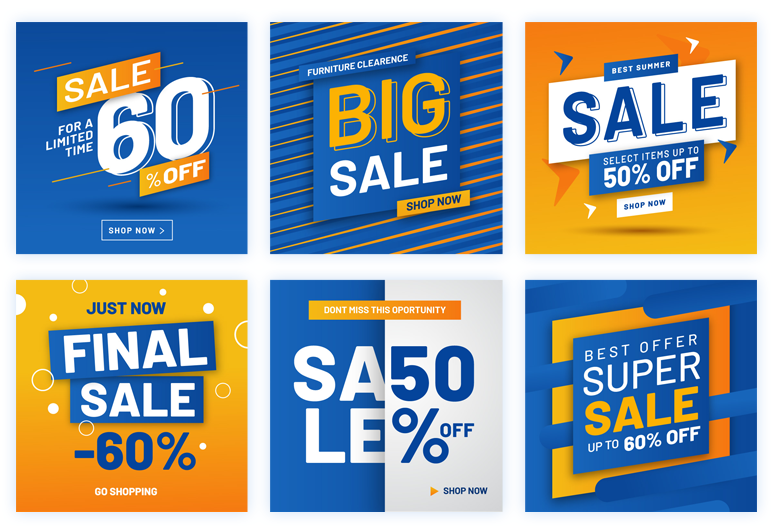 SALE
60
FOR A
LIMITED
TIME
%OFF
SHOP NOW >
FURNITURE CLEARENCE
BIG
SALE
SHOP NOW
BEST SUMMER
SALE
SELECT ITEMS UP TO
50% OFF
SHOP NOW
JUST NOW
FINAL
SALE
-60%
GO SHOPPING
DONT MISS THIS OPORTUNITY
SA 50
LE % OFF
SHOP NOW
BEST OFFER
SUPER
SALE
UP TO 60% OFF